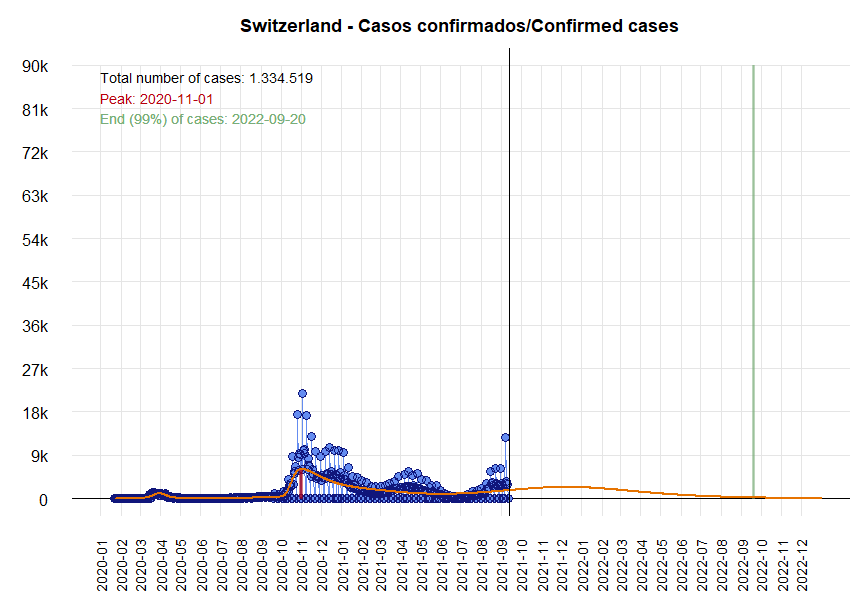 Switzerland - Casos confirmados/Confirmed cases
90k
81k
72k
63k
54k
45k
36k
27k
18k
9k
0
Total number of cases: 1.334.519
Peak: 2020-11-01
End (99%) of cases: 2022-09-20
2020-01
2020-02
2020-03
2020-04
2020-05
2020-06
2020-07
2020-08
2020-09
2020-10
2020-11
2020-12
2021-01
2021-02
2021-03
2021-04
2021-05
2021-06
2021-07
2021-08
2021-09
2021-10
2021-11
2021-12
2022-01
2022-02
2022-03
2022-04
2022-05
2022-06
2022-07
2022-08
2022-09
2022-10
2022-11
2022-12